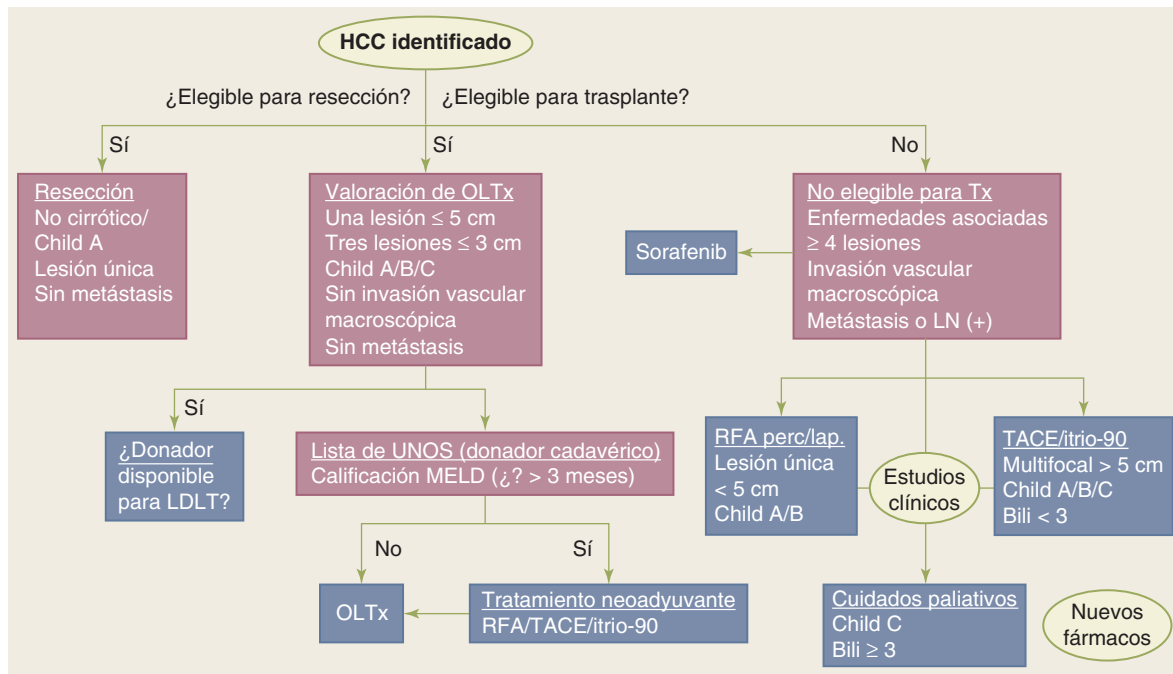 HCC identificado
¿Elegible para resección?
¿Elegible para trasplante?
Sí
Sí
No
Resección
No cirrótico/
Child A
Lesión única
Sin metástasis
Valoración de OLTx
Una lesión ≤ 5 cm
Tres lesiones ≤ 3 cm
Child A/B/C
Sin invasión vascular
macroscópica
Sin metástasis
Sorafenib
No elegible para Tx
Enfermedades asociadas
≥ 4 lesiones
Invasión vascular
macroscópica
Metástasis o LN (+)
Sí
¿Donador
disponible
para LDLT?
Lista de UNOS (donador cadavérico)
Calificación MELD (¿? > 3 meses)
RFA perc/lap.
Lesión única
< 5 cm
Child A/B
Estudios
clínicos
TACE/itrio-90
Multifocal > 5 cm
Child A/B/C
Bili < 3
No
Sí
OLTx
Tratamiento neoadyuvante
RFA/TACE/itrio-90
Cuidados paliativos
Child C
Bili ≥ 3
Nuevos
fármacos